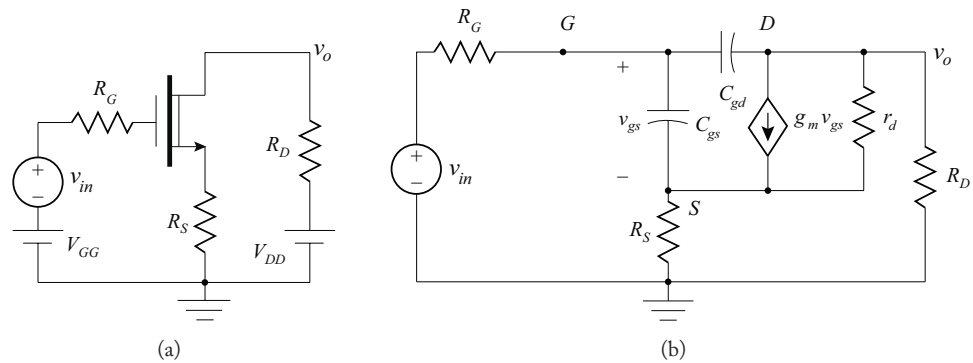 v_o
R_G
R_D
+
v_in
−
R_S
V_GG
V_DD
(a)
R_G
G
D
v_o
+
C_gd
v_gs
C_gs
g_m v_gs
r_d
+
v_in
−
−
S
R_S
R_D
(b)